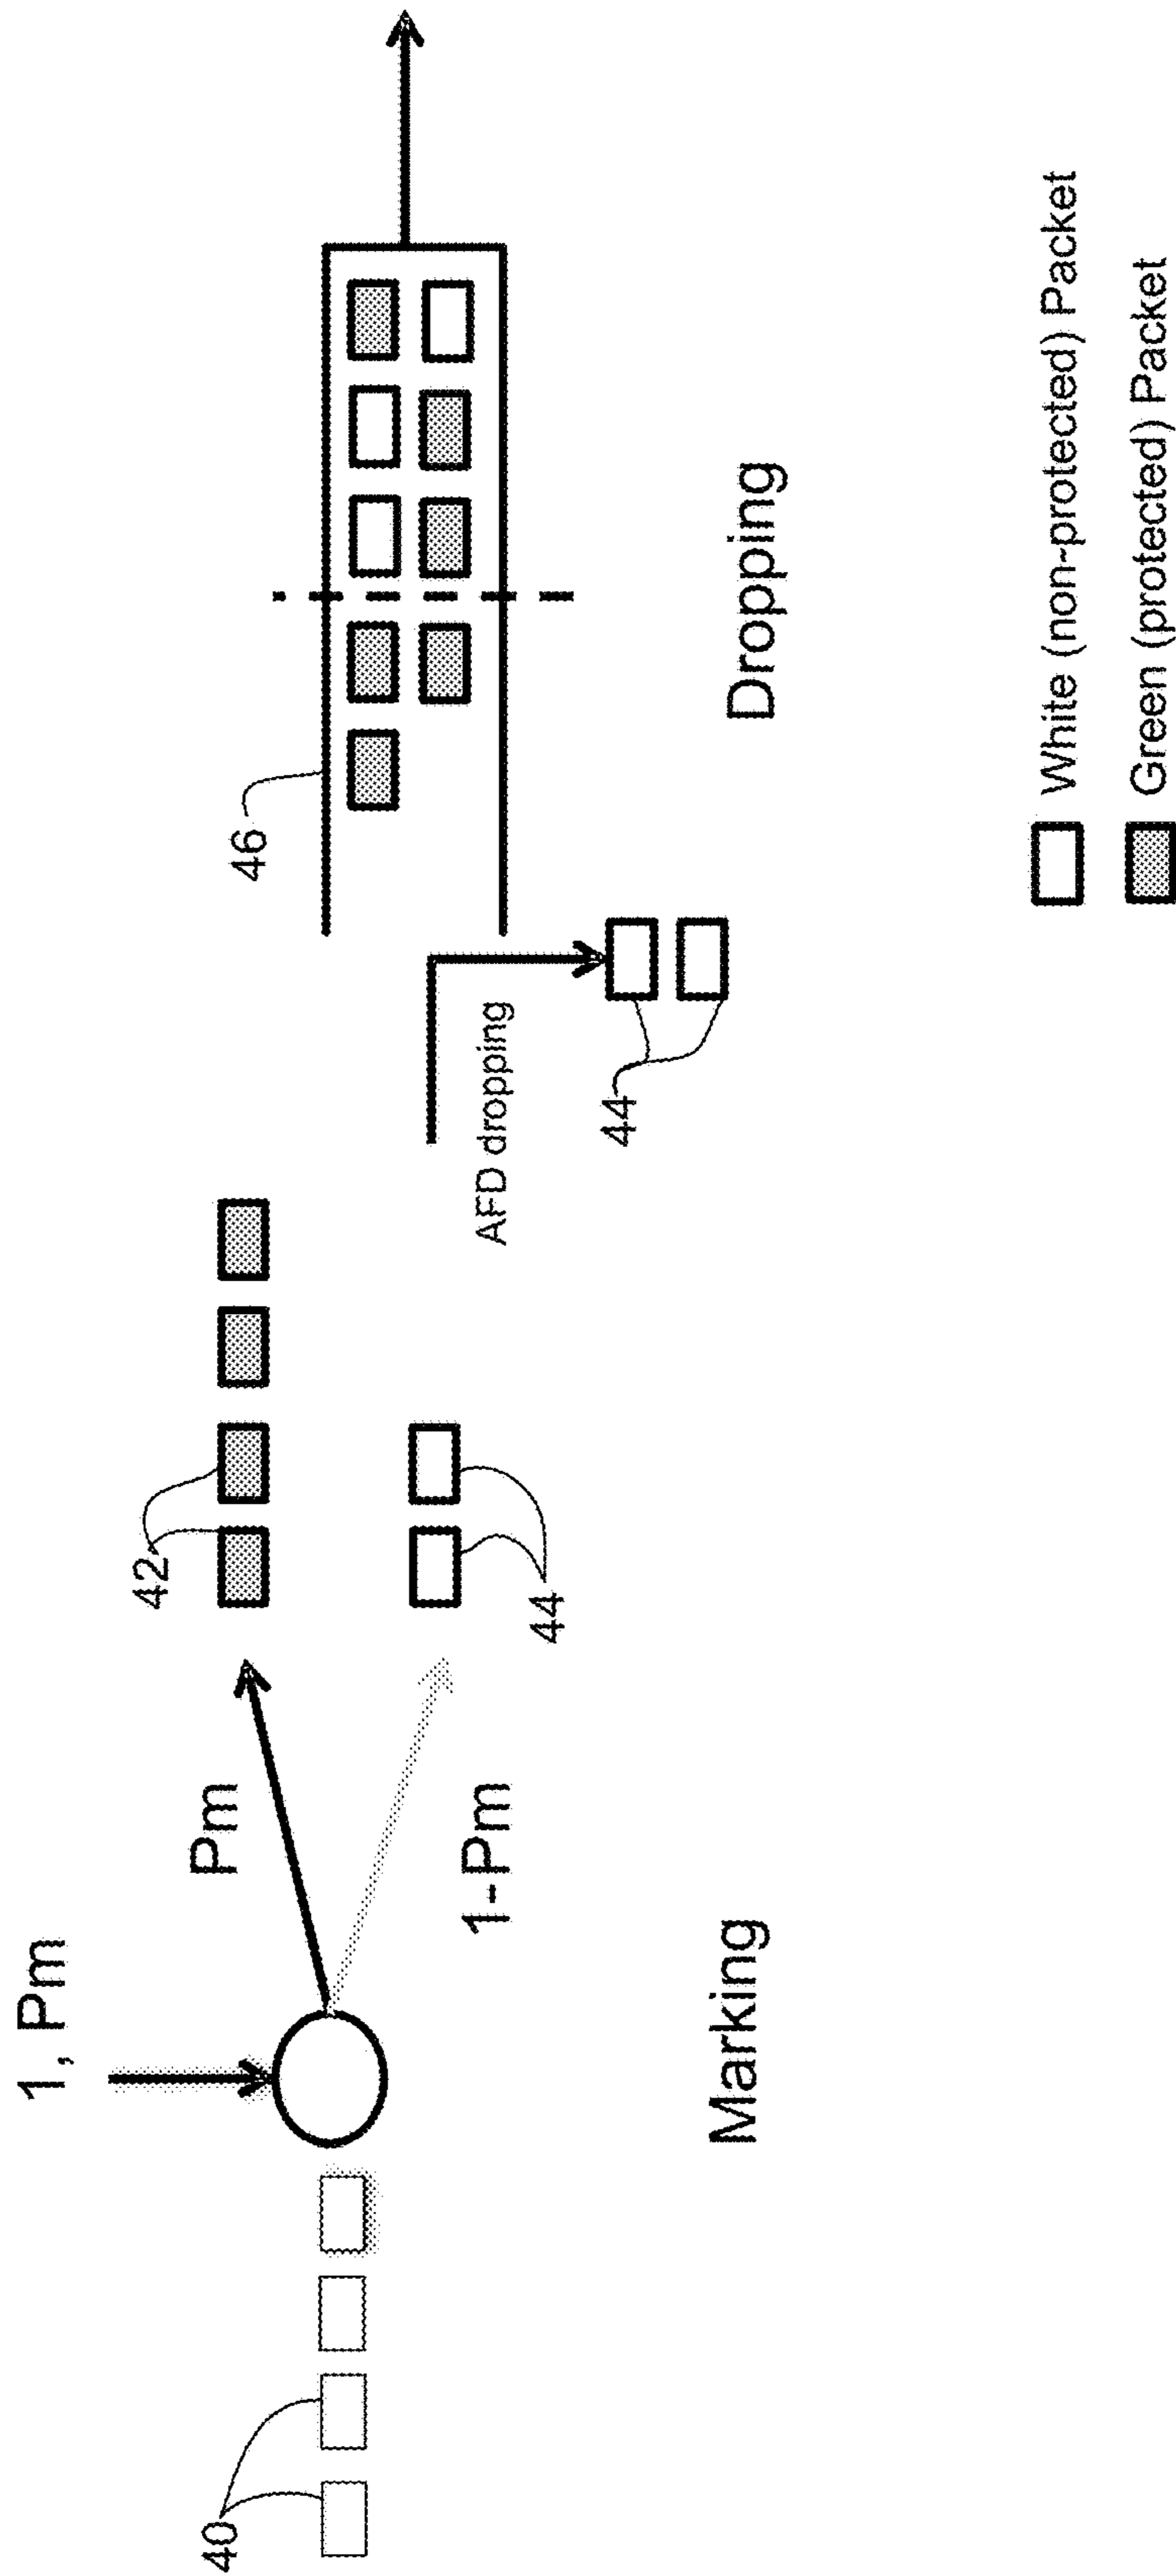 1, Pm
Pm
1-Pm
40
42
44
46
AFD dropping
44
Marking
Dropping
White (non-protected) Packet
Green (protected) Packet